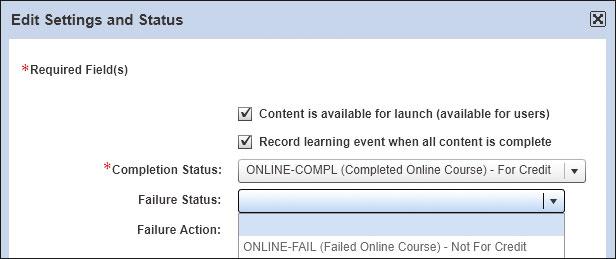 Edit Settings and Status
*Required Field(s)
Content is available for launch (available for users)
Record learning event when all content is complete
*Completion Status: ONLINE-COMPL (Completed Online Course) - For Credit
Failure Status:
Failure Action:
ONLINE-FAIL (Failed Online Course) - Not For Credit